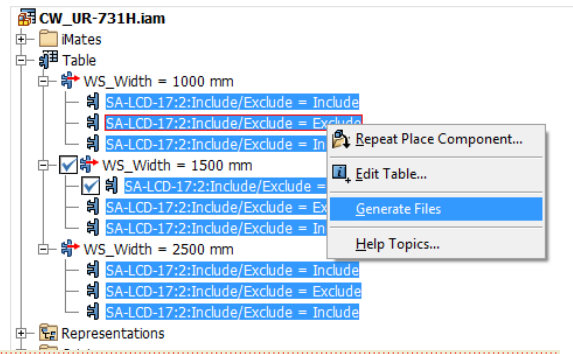 CW_UR-731H.iam
iMates
Table
WS_Width = 1000 mm
SA-LCD-17:2:Include/Exclude = Include
SA-LCD-17:2:Include/Exclude = Exclude
SA-LCD-17:2:Include/Exclude = In
Repeat Place Component...
Edit Table...
Generate Files
Help Topics...
WS_Width = 1500 mm
SA-LCD-17:2:Include/Exclude =
SA-LCD-17:2:Include/Exclude = Ex
SA-LCD-17:2:Include/Exclude = In
WS_Width = 2500 mm
SA-LCD-17:2:Include/Exclude = Include
SA-LCD-17:2:Include/Exclude = Exclude
SA-LCD-17:2:Include/Exclude = Include
Representations